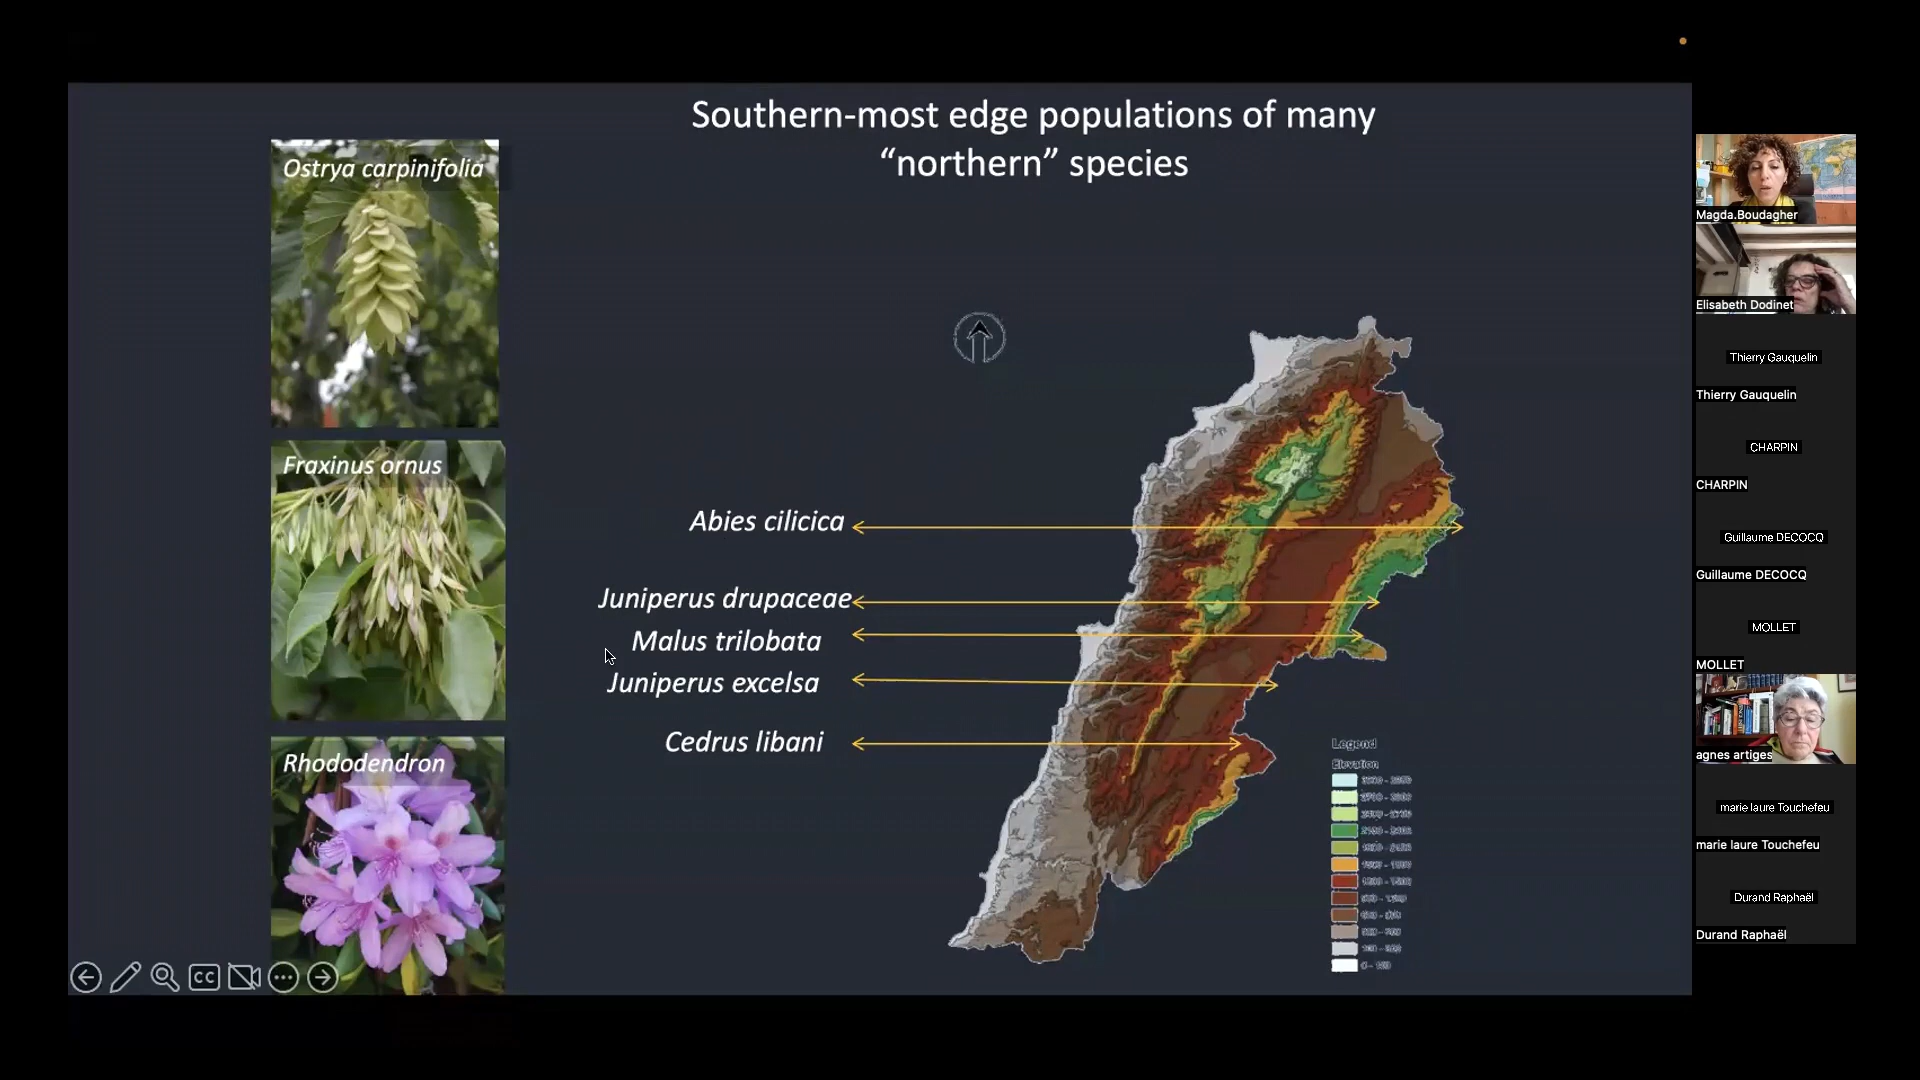 Southern-most edge populations of many
“northern” species
Ostrya carpinifolia
Fraxinus ornus
Rhododendron
Abies cilicica
Juniperus drupaceae
Malus trilobata
Juniperus excelsa
Cedrus libani
Legend
Elevation
CC
Magda.Boudagher
Elisabeth Dodinet
Thierry Gauquelin
Thierry Gauquelin
CHARPIN
CHARPIN
Guillaume DECOCQ
Guillaume DECOCQ
MOLLET
MOLLET
agnes artiges
marie laure Touchefeu
marie laure Touchefeu
Durand Raphaël
Durand Raphaël